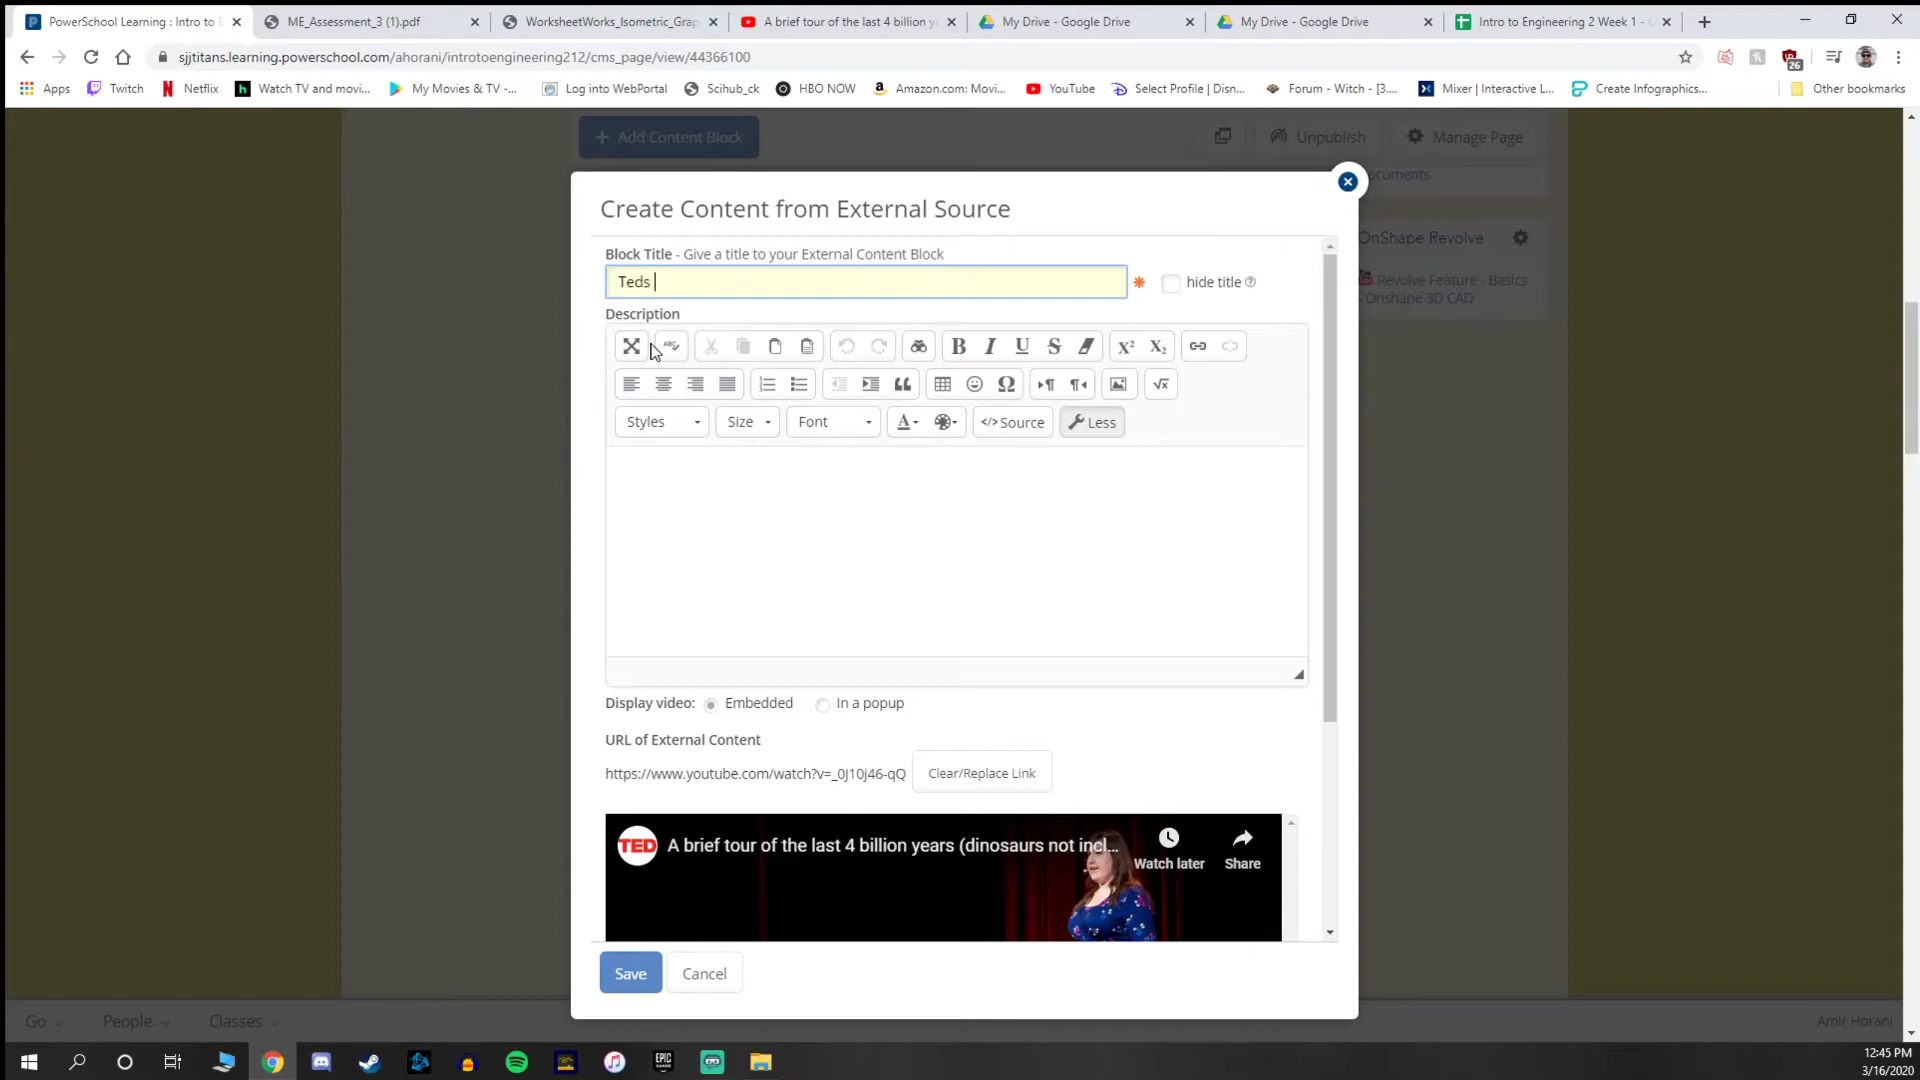 PowerSchool Learning : Intro to E
ME_Assessment_3 (1).pdf
WorksheetWorks_Isometric_Grap
A brief tour of the last 4 billion y
My Drive - Google Drive
My Drive - Google Drive
Intro to Engineering 2 Week 1 -
sjjtitans.learning.powerschool.com/ahorani/introtoengineering212/cms_page/view/44366100
26
Apps
Twitch
Netflix
Watch TV and movi...
My Movies & TV -...
Log into WebPortal
Scihub_ck
HBO NOW
Amazon.com: Movi...
YouTube
Select Profile | Disn...
Forum - Witch - [3....
Mixer | Interactive L...
Create Infographics...
Other bookmarks
+ Add Content Block
Unpublish
Manage Page
ocuments
OnShape Revolve
Revolve Feature - Basics
- Onshape 3D CAD
Create Content from External Source
Block Title - Give a title to your External Content Block
Teds
hide title
Description
ABC
B I U S X² X₂
Styles
Size
Font
A
</> Source
Less
Display video:
Embedded
In a popup
URL of External Content
https://www.youtube.com/watch?v=_0J10j46-qQ
Clear/Replace Link
TED
A brief tour of the last 4 billion years (dinosaurs not incl...
Watch later
Share
Save
Cancel
Go
People
Classes
Amir Horani
EPIC GAMES
12:45 PM
3/16/2020